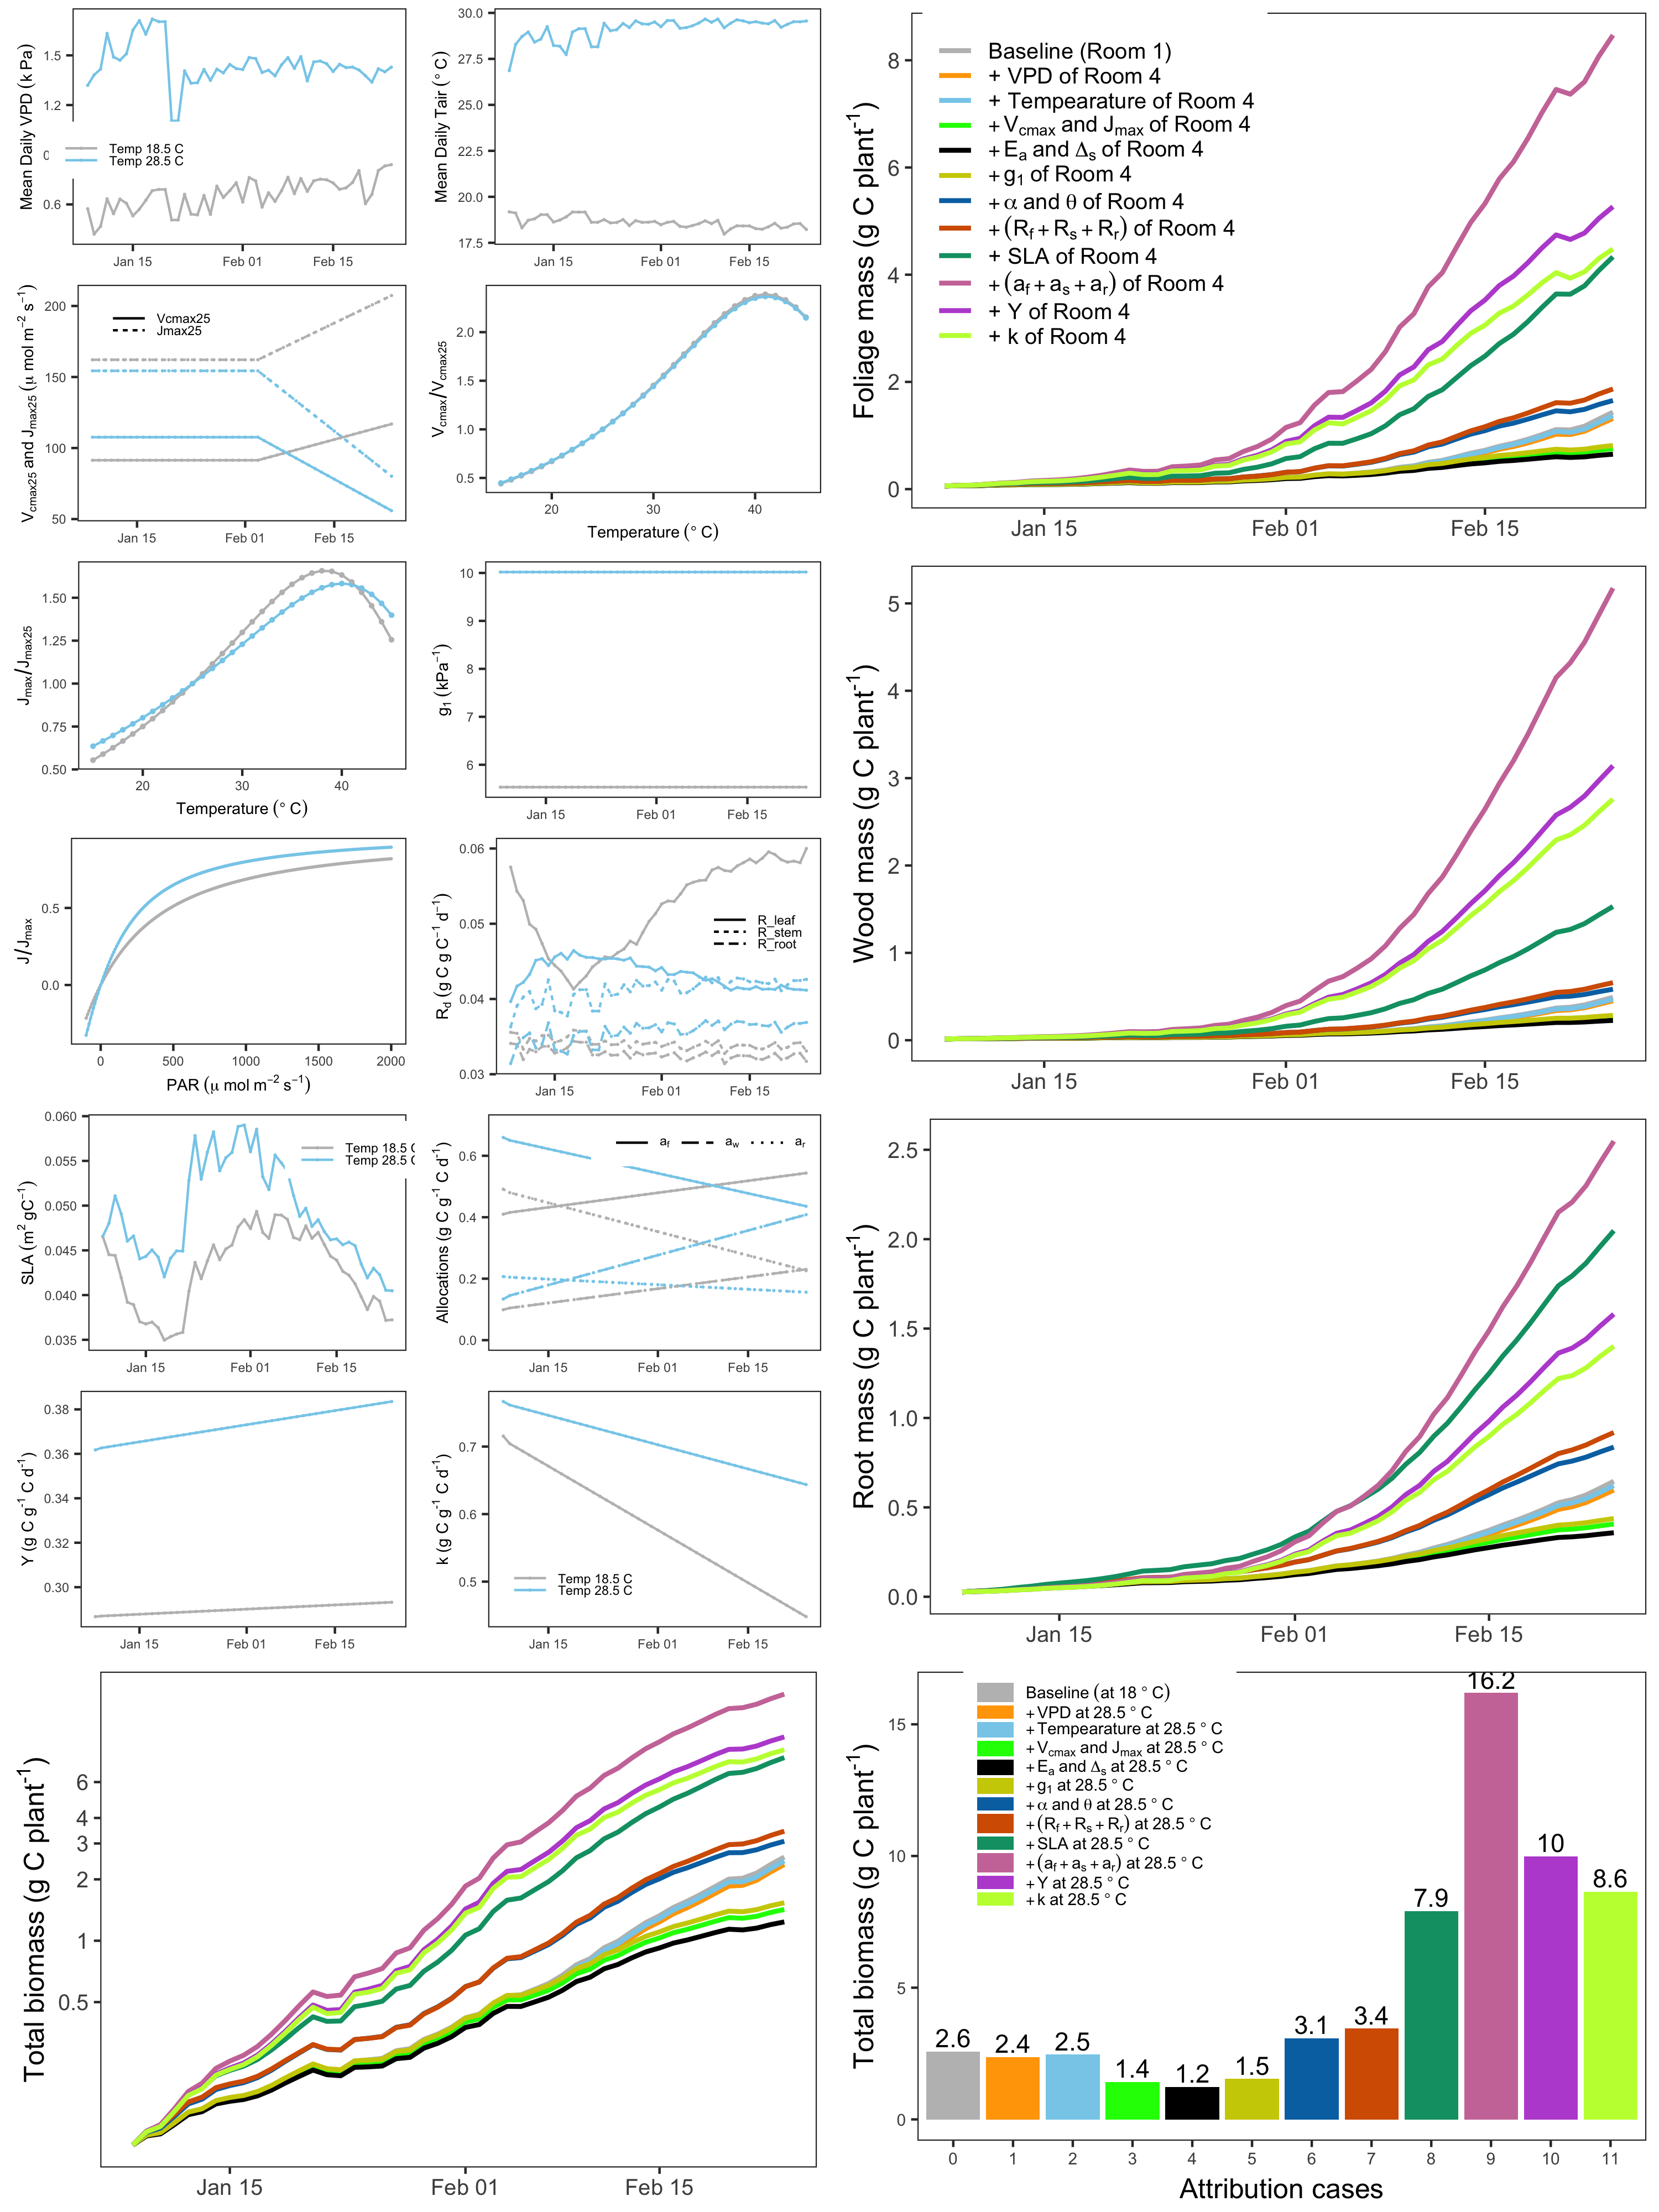 Mean Daily VPD (k Pa)
1.5
1.2
0
0.6
Temp 18.5 C
Temp 28.5 C
Jan 15
Feb 01
Feb 15
Mean Daily Tair (° C)
30.0
27.5
25.0
22.5
20.0
17.5
Jan 15
Feb 01
Feb 15
Vcmax25 and Jmax25 (μ mol m−2 s−1)
200
150
100
50
Vcmax25
Jmax25
Jan 15
Feb 01
Feb 15
Vcmax/Vcmax25
2.0
1.5
1.0
0.5
20
30
40
Temperature (° C)
Jmax/Jmax25
1.50
1.25
1.00
0.75
0.50
20
30
40
Temperature (° C)
g1 (kPa−1)
10
9
8
7
6
Jan 15
Feb 01
Feb 15
J/Jmax
0.5
0.0
0
500
1000
1500
2000
PAR (μ mol m−2 s−1)
Rd (g C g C−1 d−1)
0.06
0.05
0.04
0.03
R_leaf
R_stem
R_root
Jan 15
Feb 01
Feb 15
SLA (m2 gC−1)
0.060
0.055
0.050
0.045
0.040
0.035
Temp 18.5 C
Temp 28.5 C
Jan 15
Feb 01
Feb 15
Allocations (g C g-1 C d-1)
0.6
0.4
0.2
0.0
af aw ar
Jan 15
Feb 01
Feb 15
Y (g C g-1 C d-1)
0.38
0.36
0.34
0.32
0.30
Jan 15
Feb 01
Feb 15
k (g C g-1 C d-1)
0.7
0.6
0.5
Temp 18.5 C
Temp 28.5 C
Jan 15
Feb 01
Feb 15
Foliage mass (g C plant-1)
8
6
4
2
0
Baseline (Room 1)
+ VPD of Room 4
+ Tempearature of Room 4
+ Vcmax and Jmax of Room 4
+ Ea and Δs of Room 4
+ g1 of Room 4
+ α and θ of Room 4
+ (Rf + Rs + Rr) of Room 4
+ SLA of Room 4
+ (af + as + ar) of Room 4
+ Y of Room 4
+ k of Room 4
Jan 15
Feb 01
Feb 15
Wood mass (g C plant-1)
5
4
3
2
1
0
Jan 15
Feb 01
Feb 15
Root mass (g C plant-1)
2.5
2.0
1.5
1.0
0.5
0.0
Jan 15
Feb 01
Feb 15
Total biomass (g C plant-1)
6
4
3
2
1
0.5
Jan 15
Feb 01
Feb 15
Total biomass (g C plant-1)
15
10
5
0
Baseline (at 18 ° C)
+ VPD at 28.5 ° C
+ Tempearature at 28.5 ° C
+ Vcmax and Jmax at 28.5 ° C
+ Ea and Δs at 28.5 ° C
+ g1 at 28.5 ° C
+ α and θ at 28.5 ° C
+ (Rf + Rs + Rr) at 28.5 ° C
+ SLA at 28.5 ° C
+ (af + as + ar) at 28.5 ° C
+ Y at 28.5 ° C
+ k at 28.5 ° C
2.6
2.4
2.5
1.4
1.2
1.5
3.1
3.4
7.9
16.2
10
8.6
0 1 2 3 4 5 6 7 8 9 10 11
Attribution cases